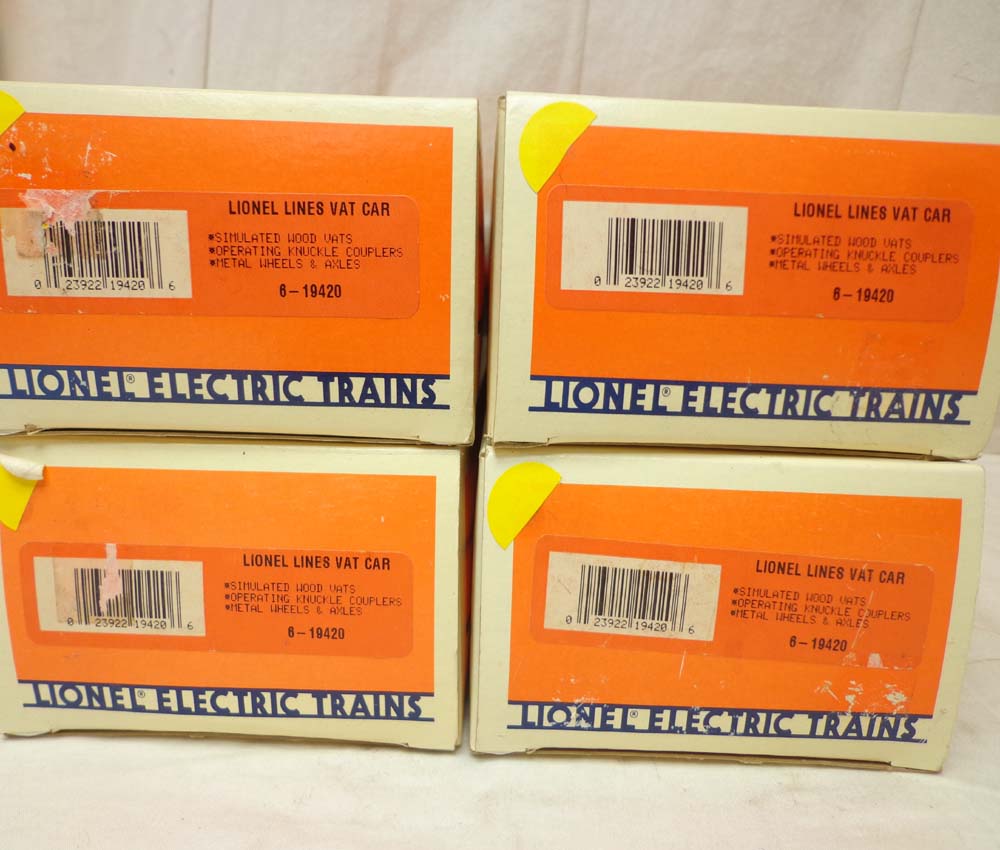 LIONEL LINES VAT CAR
*SIMULATED WOOD VATS
*OPERATING KNUCKLE COUPLERS
*METAL WHEELS & AXLES
0 23922 19420 6
6-19420
LIONEL® ELECTRIC TRAINS
LIONEL LINES VAT CAR
*SIMULATED WOOD VATS
*OPERATING KNUCKLE COUPLERS
*METAL WHEELS & AXLES
0 23922 19420 6
6-19420
LIONEL® ELECTRIC TRAINS
LIONEL LINES VAT CAR
*SIMULATED WOOD VATS
*OPERATING KNUCKLE COUPLERS
*METAL WHEELS & AXLES
0 23922 19420 6
6-19420
LIONEL® ELECTRIC TRAINS
LIONEL LINES VAT CAR
*SIMULATED WOOD VATS
*OPERATING KNUCKLE COUPLERS
*METAL WHEELS & AXLES
0 23922 19420 6
6-19420
LIONEL® ELECTRIC TRAINS